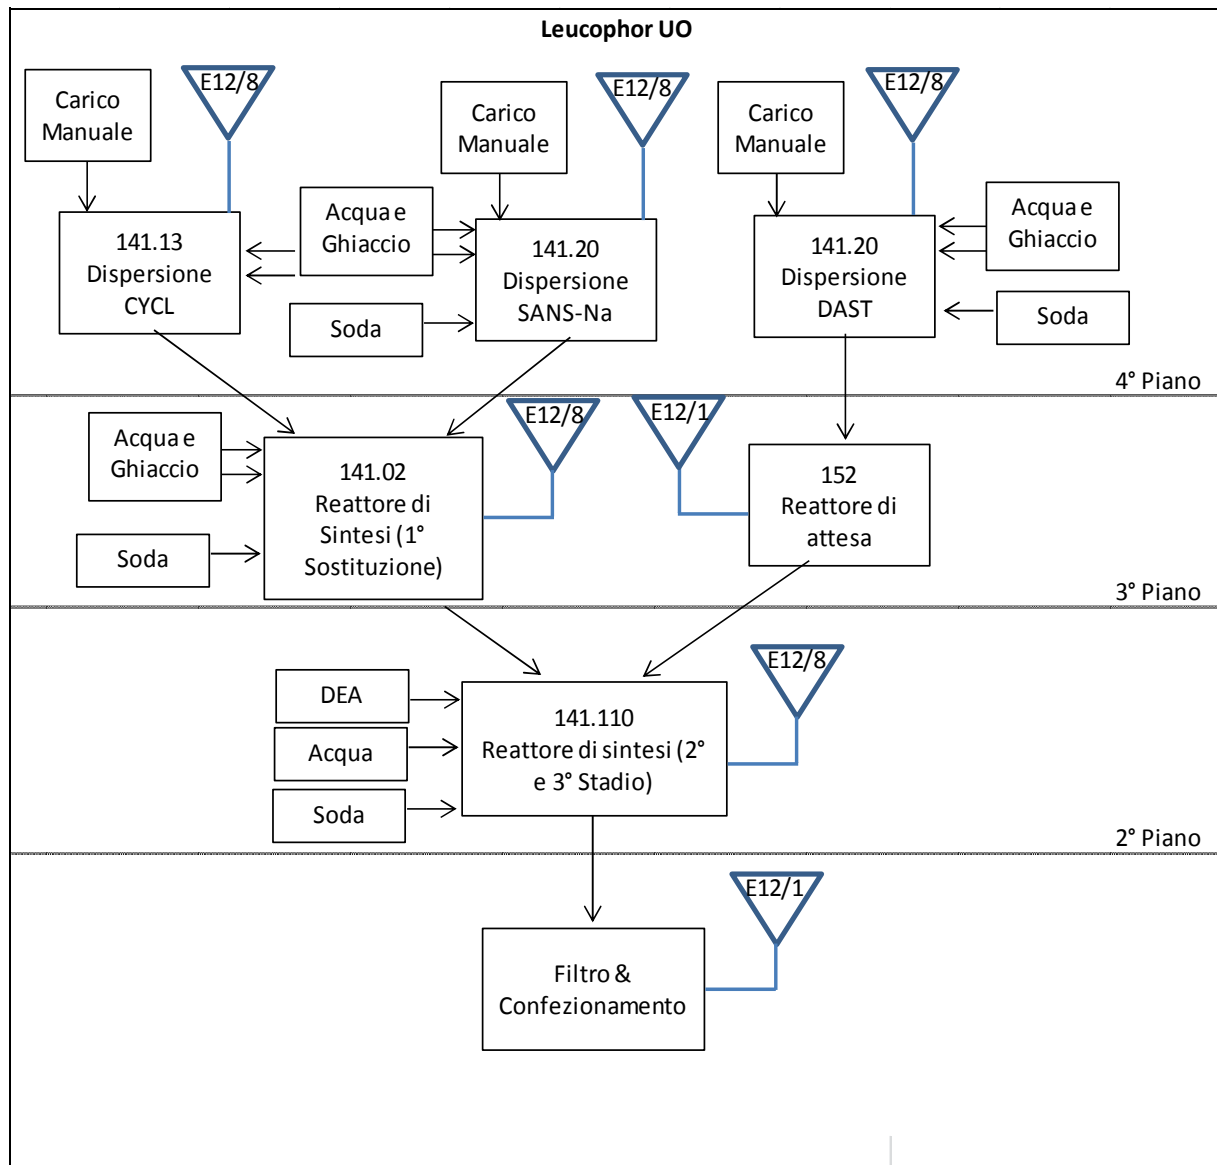 Leucophor UO
Carico
Manuale
E12/8
Carico
Manuale
E12/8
Carico
Manuale
E12/8
141.13
Dispersione
CYCL
Acqua e
Ghiaccio
Soda
141.20
Dispersione
SANS-Na
141.20
Dispersione
DAST
Acqua e
Ghiaccio
Soda
4° Piano
Acqua e
Ghiaccio
Soda
141.02
Reattore di
Sintesi (1°
Sostituzione)
E12/8
E12/1
152
Reattore di
attesa
3° Piano
DEA
Acqua
Soda
141.110
Reattore di sintesi (2°
e 3° Stadio)
E12/8
2° Piano
Filtro &
Confezionamento
E12/1